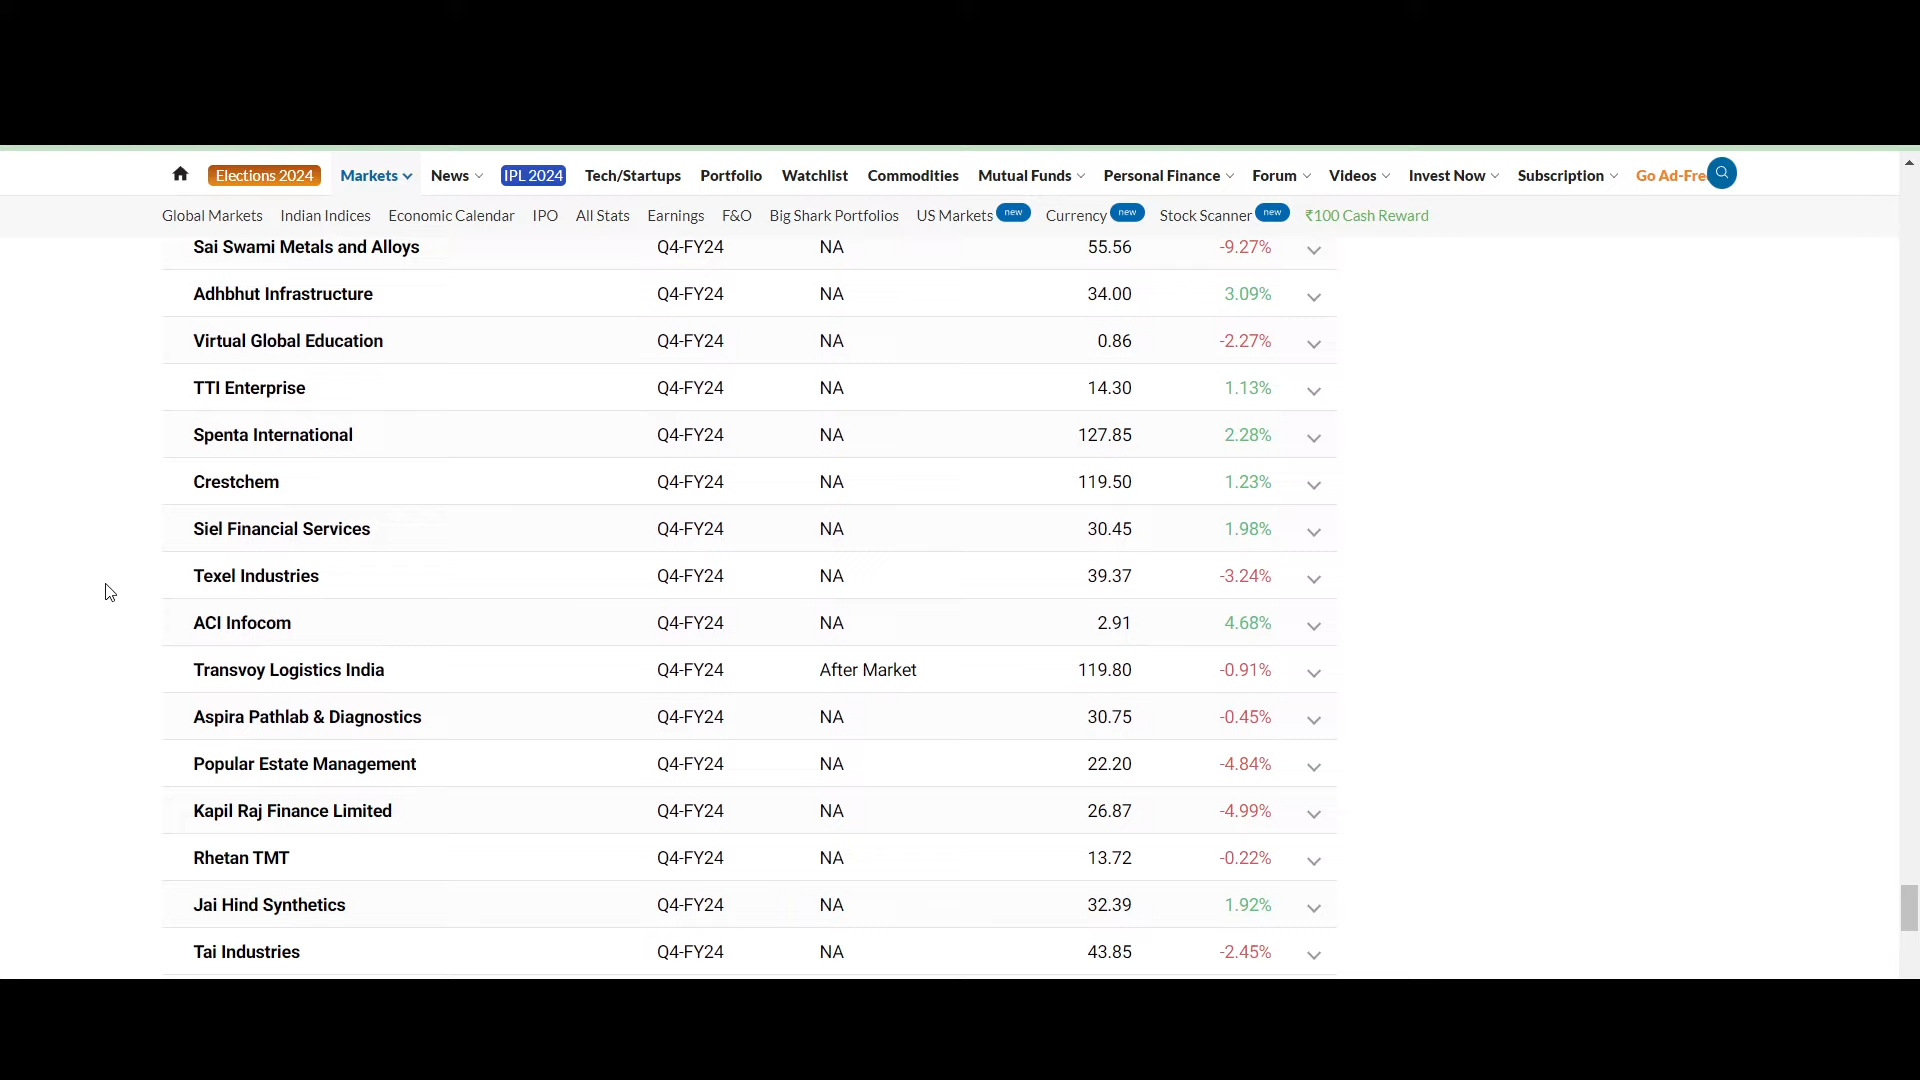 Elections 2024 Markets News IPL 2024 Tech/Startups Portfolio Watchlist Commodities Mutual Funds Personal Finance Forum Videos Invest Now Subscription Go Ad-Fre
Global Markets Indian Indices Economic Calendar IPO All Stats Earnings F&O Big Shark Portfolios US Markets new Currency new Stock Scanner new ₹100 Cash Reward
Sai Swami Metals and Alloys Q4-FY24 NA 55.56 -9.27%
Adhbhut Infrastructure Q4-FY24 NA 34.00 3.09%
Virtual Global Education Q4-FY24 NA 0.86 -2.27%
TTI Enterprise Q4-FY24 NA 14.30 1.13%
Spenta International Q4-FY24 NA 127.85 2.28%
Crestchem Q4-FY24 NA 119.50 1.23%
Siel Financial Services Q4-FY24 NA 30.45 1.98%
Texel Industries Q4-FY24 NA 39.37 -3.24%
ACI Infocom Q4-FY24 NA 2.91 4.68%
Transvoy Logistics India Q4-FY24 After Market 119.80 -0.91%
Aspira Pathlab & Diagnostics Q4-FY24 NA 30.75 -0.45%
Popular Estate Management Q4-FY24 NA 22.20 -4.84%
Kapil Raj Finance Limited Q4-FY24 NA 26.87 -4.99%
Rhetan TMT Q4-FY24 NA 13.72 -0.22%
Jai Hind Synthetics Q4-FY24 NA 32.39 1.92%
Tai Industries Q4-FY24 NA 43.85 -2.45%